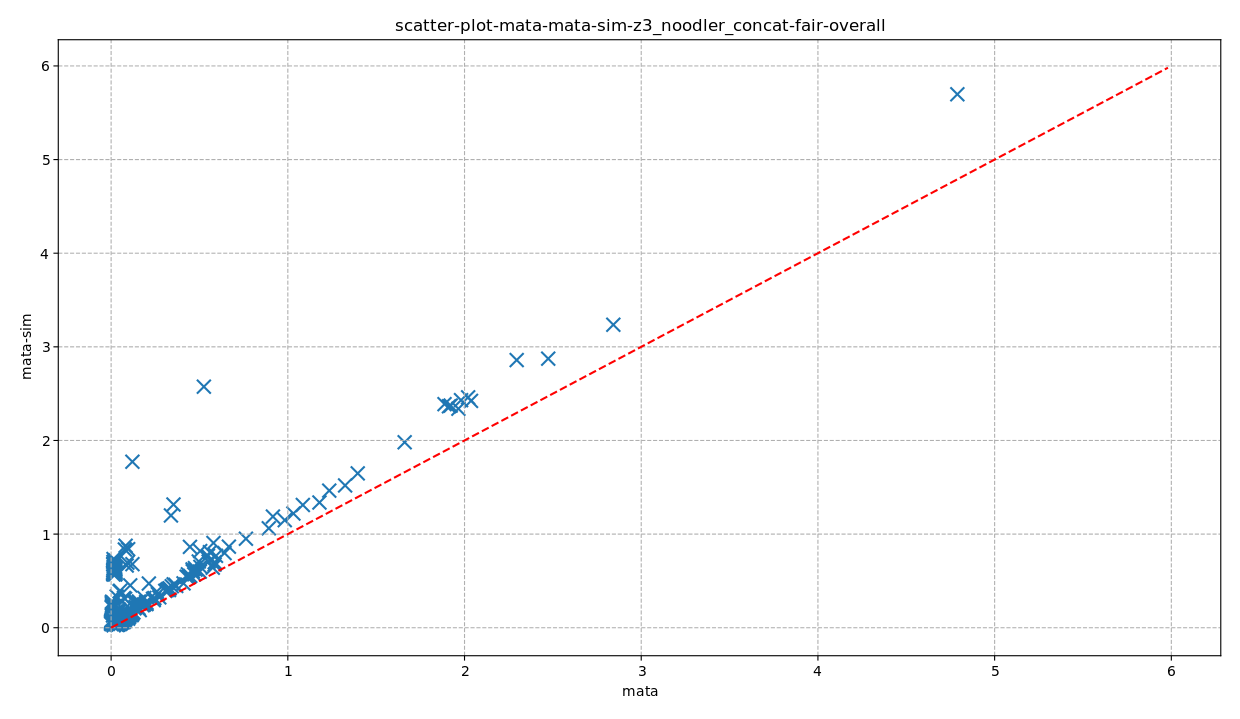 scatter-plot-mata-mata-sim-z3_noodler_concat-fair-overall
6
5
4
3
2
1
0
mata-sim
0 1 2 3 4 5 6
mata